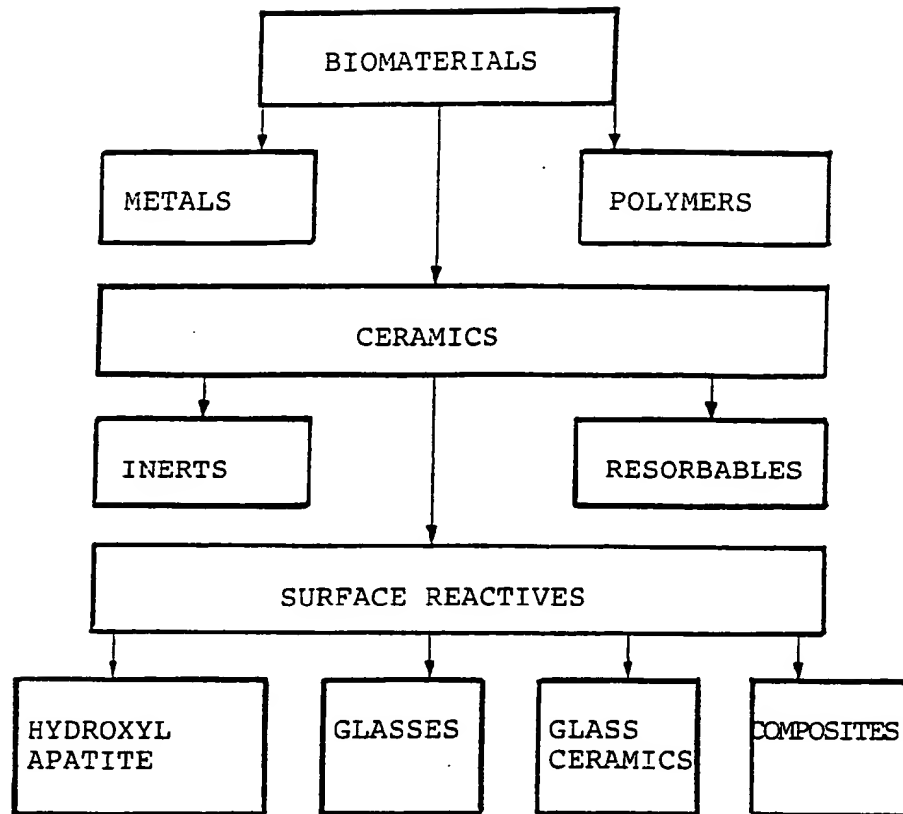 BIOMATERIALS
METALS
POLYMERS
CERAMICS
INERTS
RESORBABLES
SURFACE REACTIVES
HYDROXYL
APATITE
GLASSES
GLASS
CERAMICS
COMPOSITES